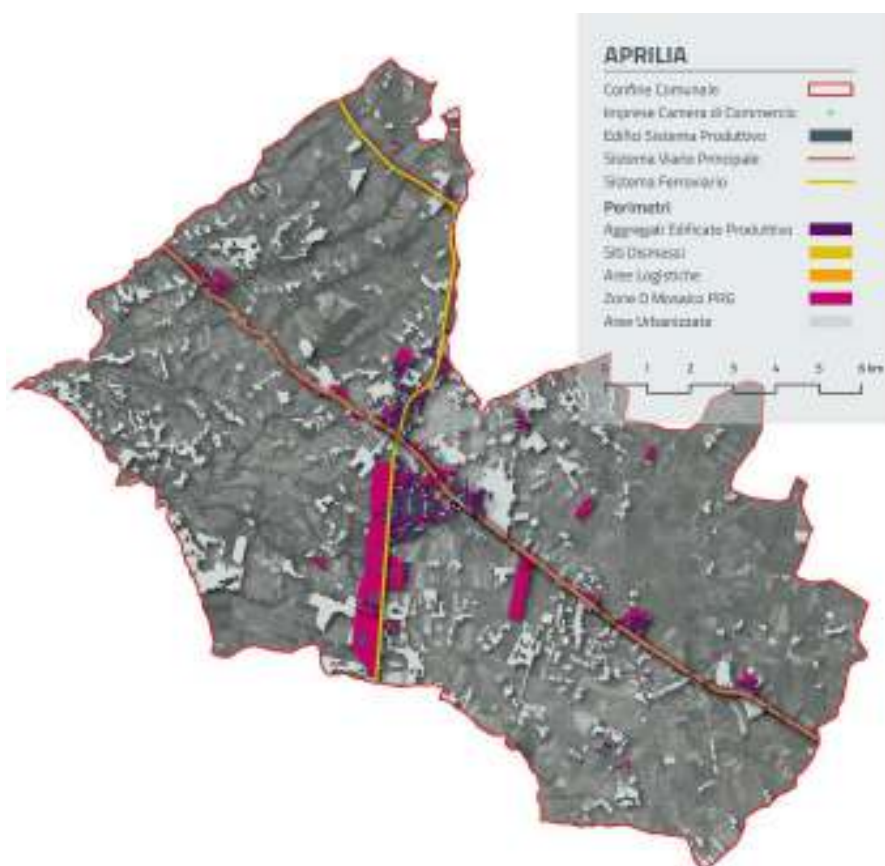 APRILIA
Confine Comunale
Imprese Camera di Commercio
Edifici Sistema Produttivo
Sistema Viario Principale
Sistema Ferroviario
Perimetri
Aggregati Edificato Produttivo
Siti Dismessi
Aree Logistiche
Zone D Mosaico PRG
Aree Urbanizzate
0 1 2 3 4 5 6 km